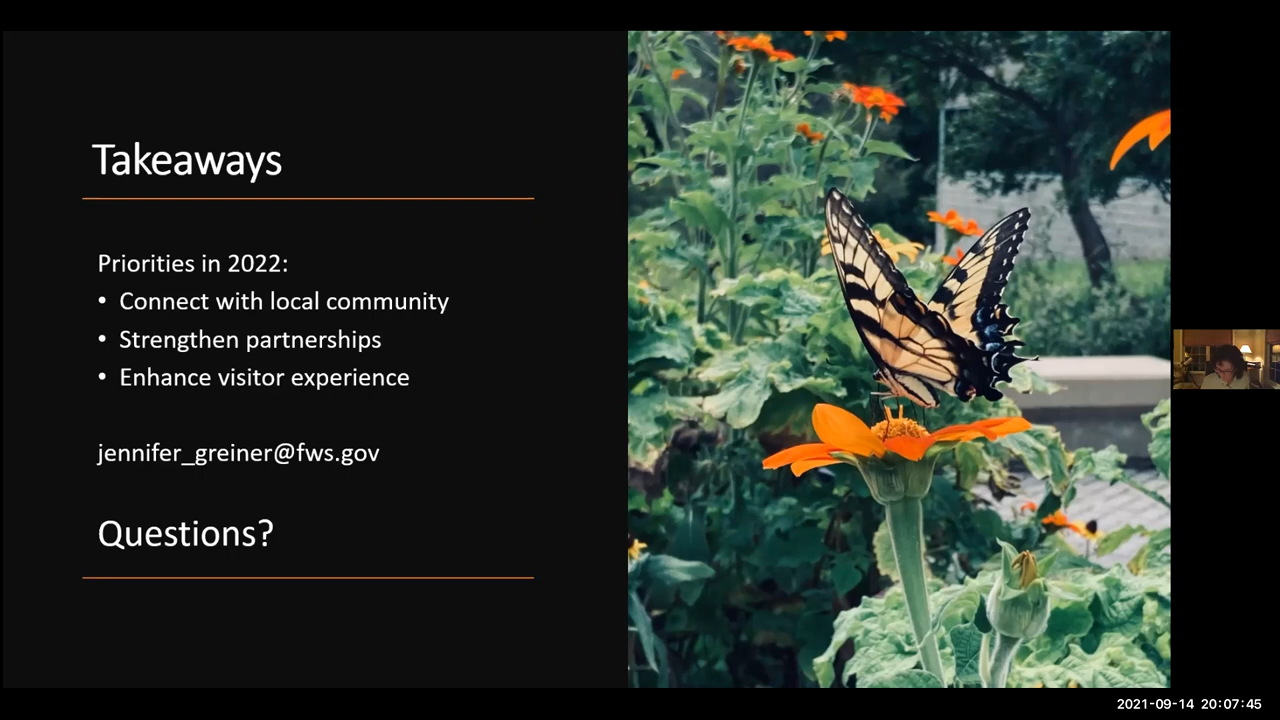 Takeaways
Priorities in 2022:
• Connect with local community
• Strengthen partnerships
• Enhance visitor experience
jennifer_greiner@fws.gov
Questions?
2021-09-14 20:07:45